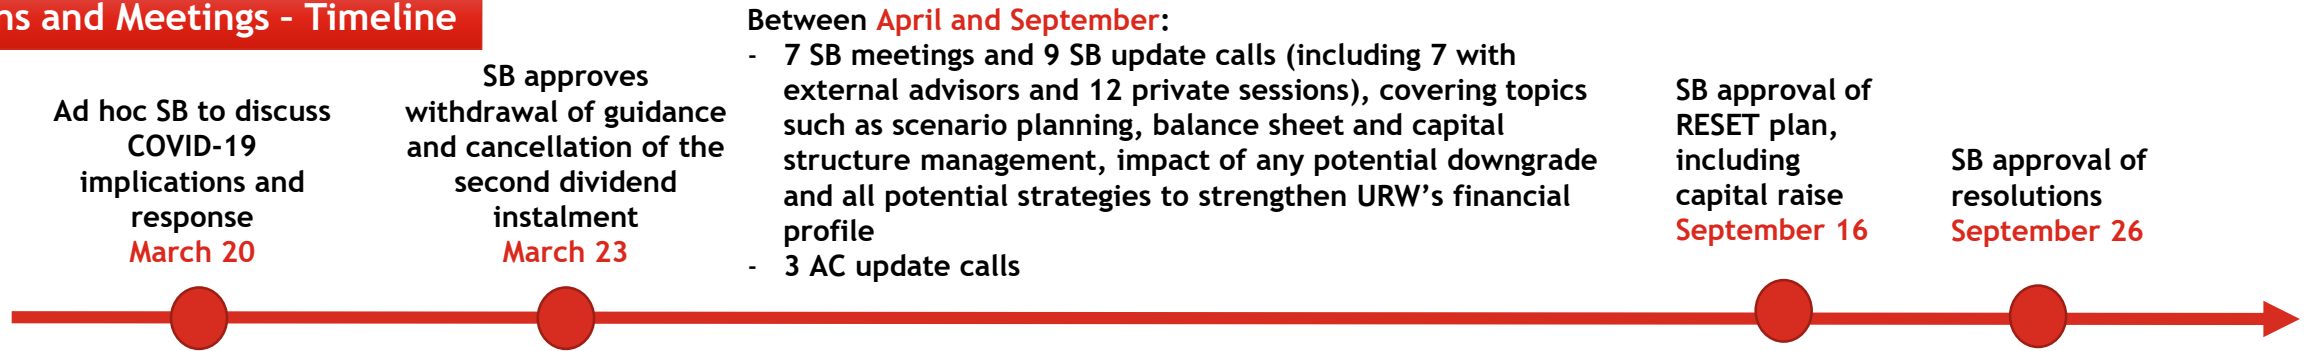 ns and Meetings – Timeline
Ad hoc SB to discuss
COVID-19
implications and
response
March 20
SB approves
withdrawal of guidance
and cancellation of the
second dividend
instalment
March 23
Between April and September:
- 7 SB meetings and 9 SB update calls (including 7 with
external advisors and 12 private sessions), covering topics
such as scenario planning, balance sheet and capital
structure management, impact of any potential downgrade
and all potential strategies to strengthen URW’s financial
profile
- 3 AC update calls
SB approval of
RESET plan,
including
capital raise
September 16
SB approval of
resolutions
September 26